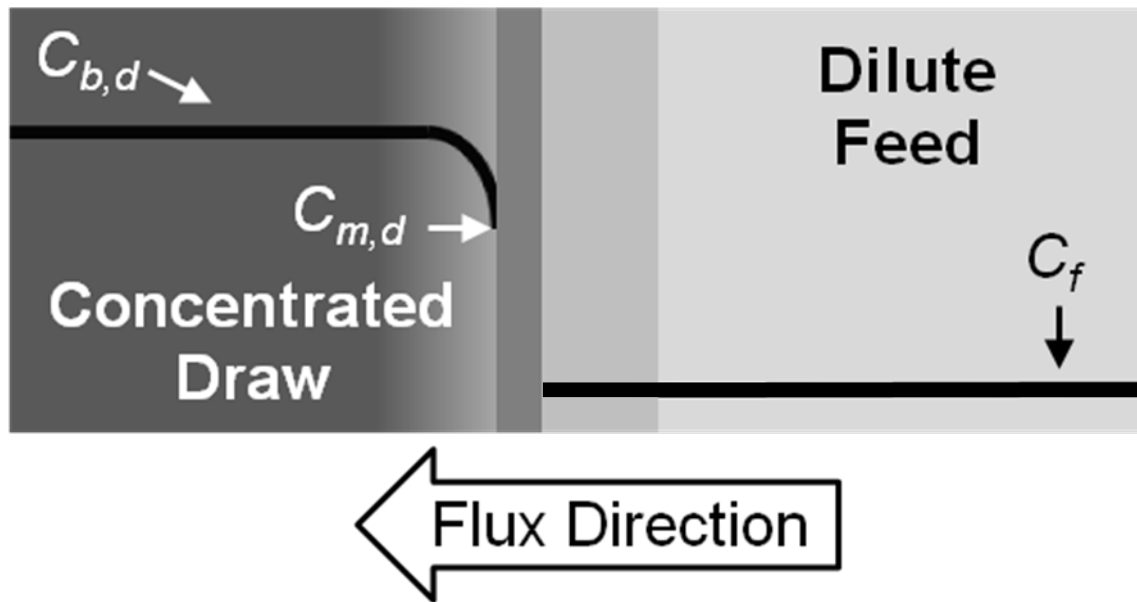 C_{b,d}
C_{m,d}
Concentrated
Draw
Dilute
Feed
C_f
Flux Direction